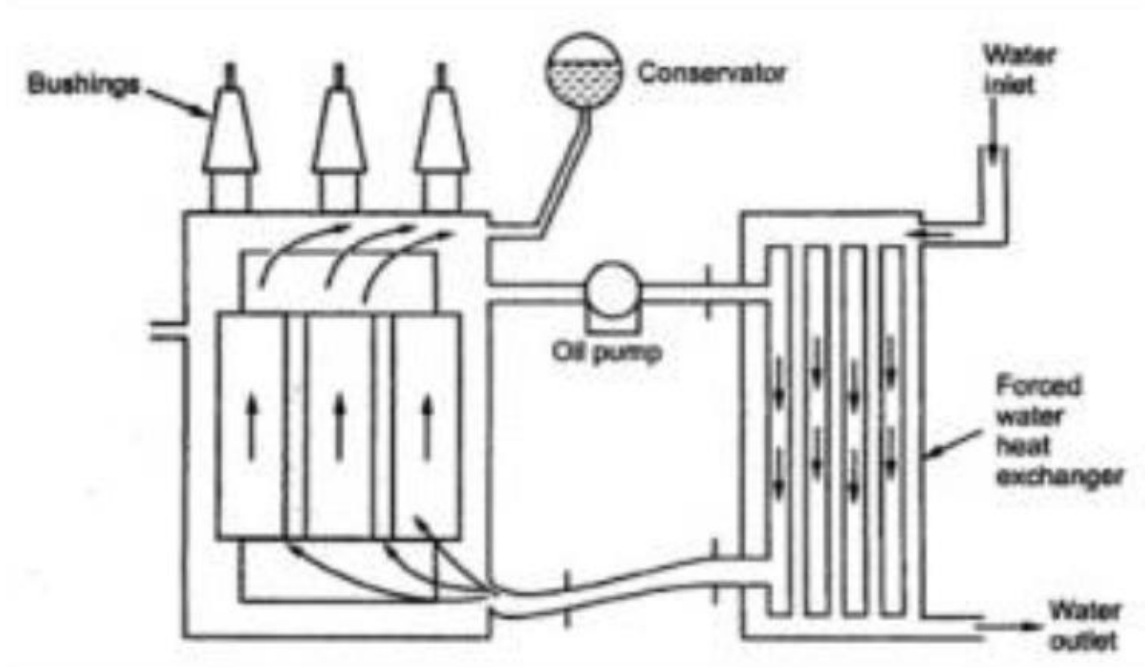 Bushings
Conservator
Water
inlet
Oil pump
Forced
water
heat
exchanger
Water
outlet